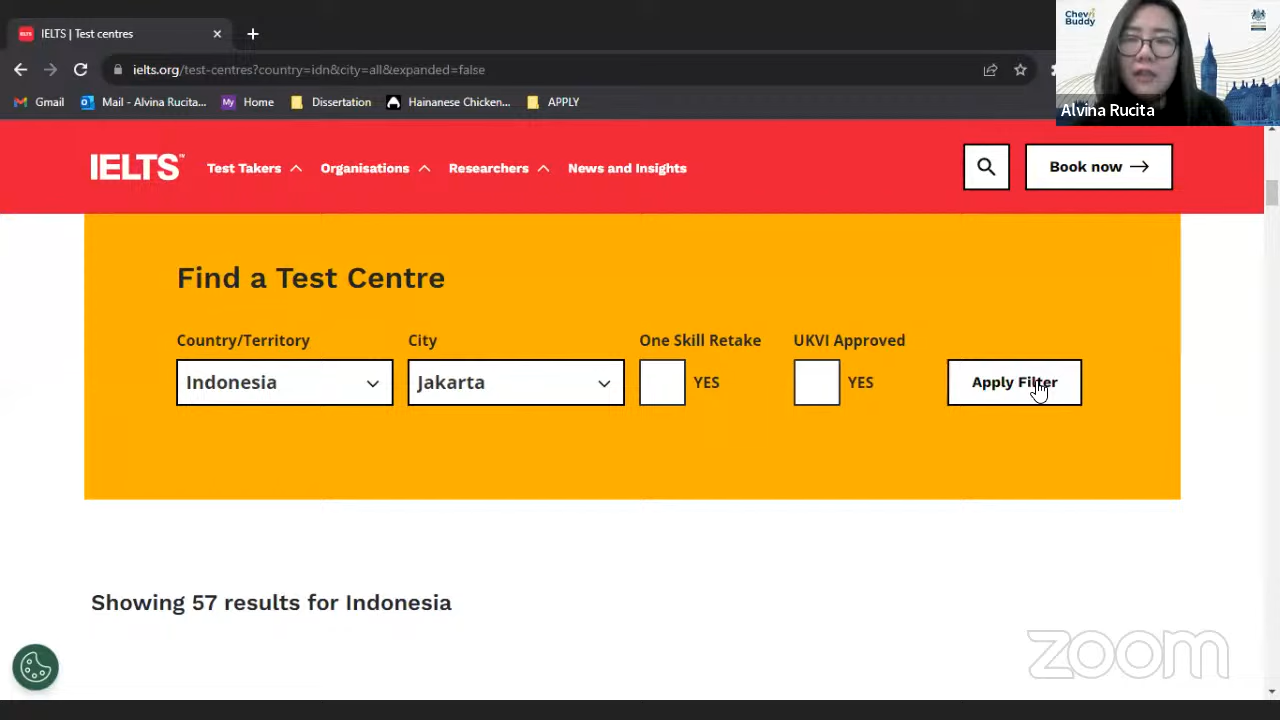 IELTS | Test centres
ielts.org/test-centres?country=idn&city=all&expanded=false
Gmail
Mail - Alvina Rucita...
My
Home
Dissertation
Hainanese Chicken...
APPLY
Chev Buddy
Alvina Rucita
IELTS™
Test Takers
Organisations
Researchers
News and Insights
Book now
Find a Test Centre
Country/Territory
City
One Skill Retake
UKVI Approved
Indonesia
Jakarta
YES
YES
Apply Filter
Showing 57 results for Indonesia
zoom